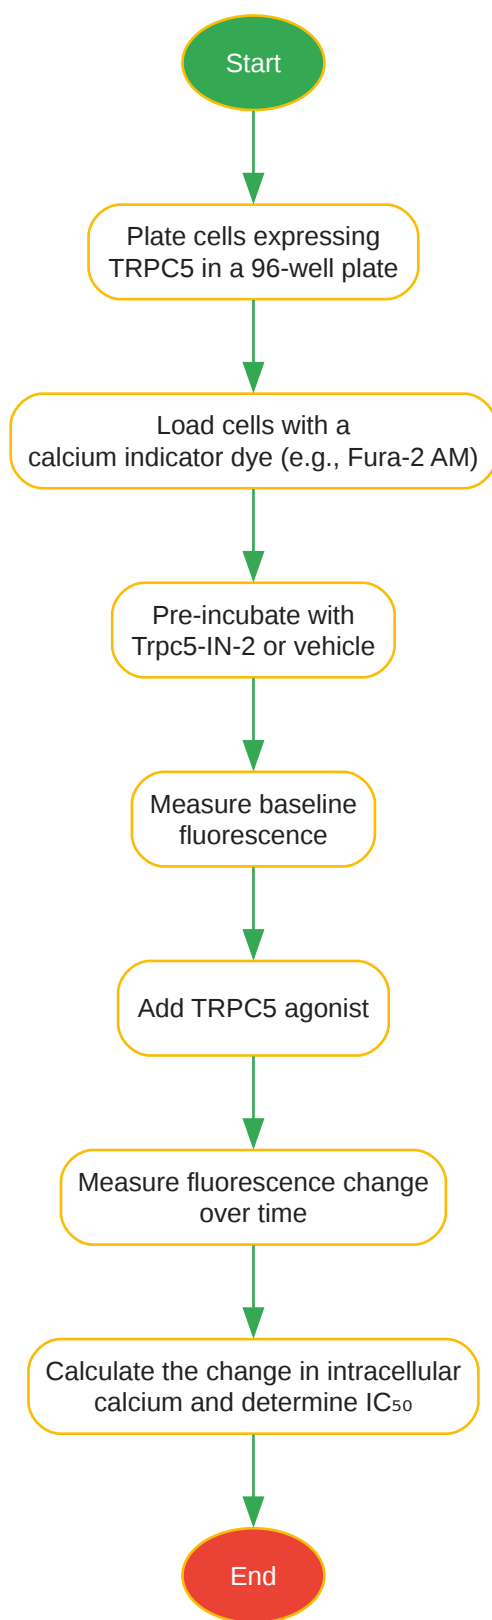 Start
Plate cells expressing
TRPC5 in a 96-well plate
Load cells with a
calcium indicator dye (e.g., Fura-2 AM)
Pre-incubate with
Trpc5-IN-2 or vehicle
Measure baseline
fluorescence
Add TRPC5 agonist
Measure fluorescence change
over time
Calculate the change in intracellular
calcium and determine IC₅₀
End